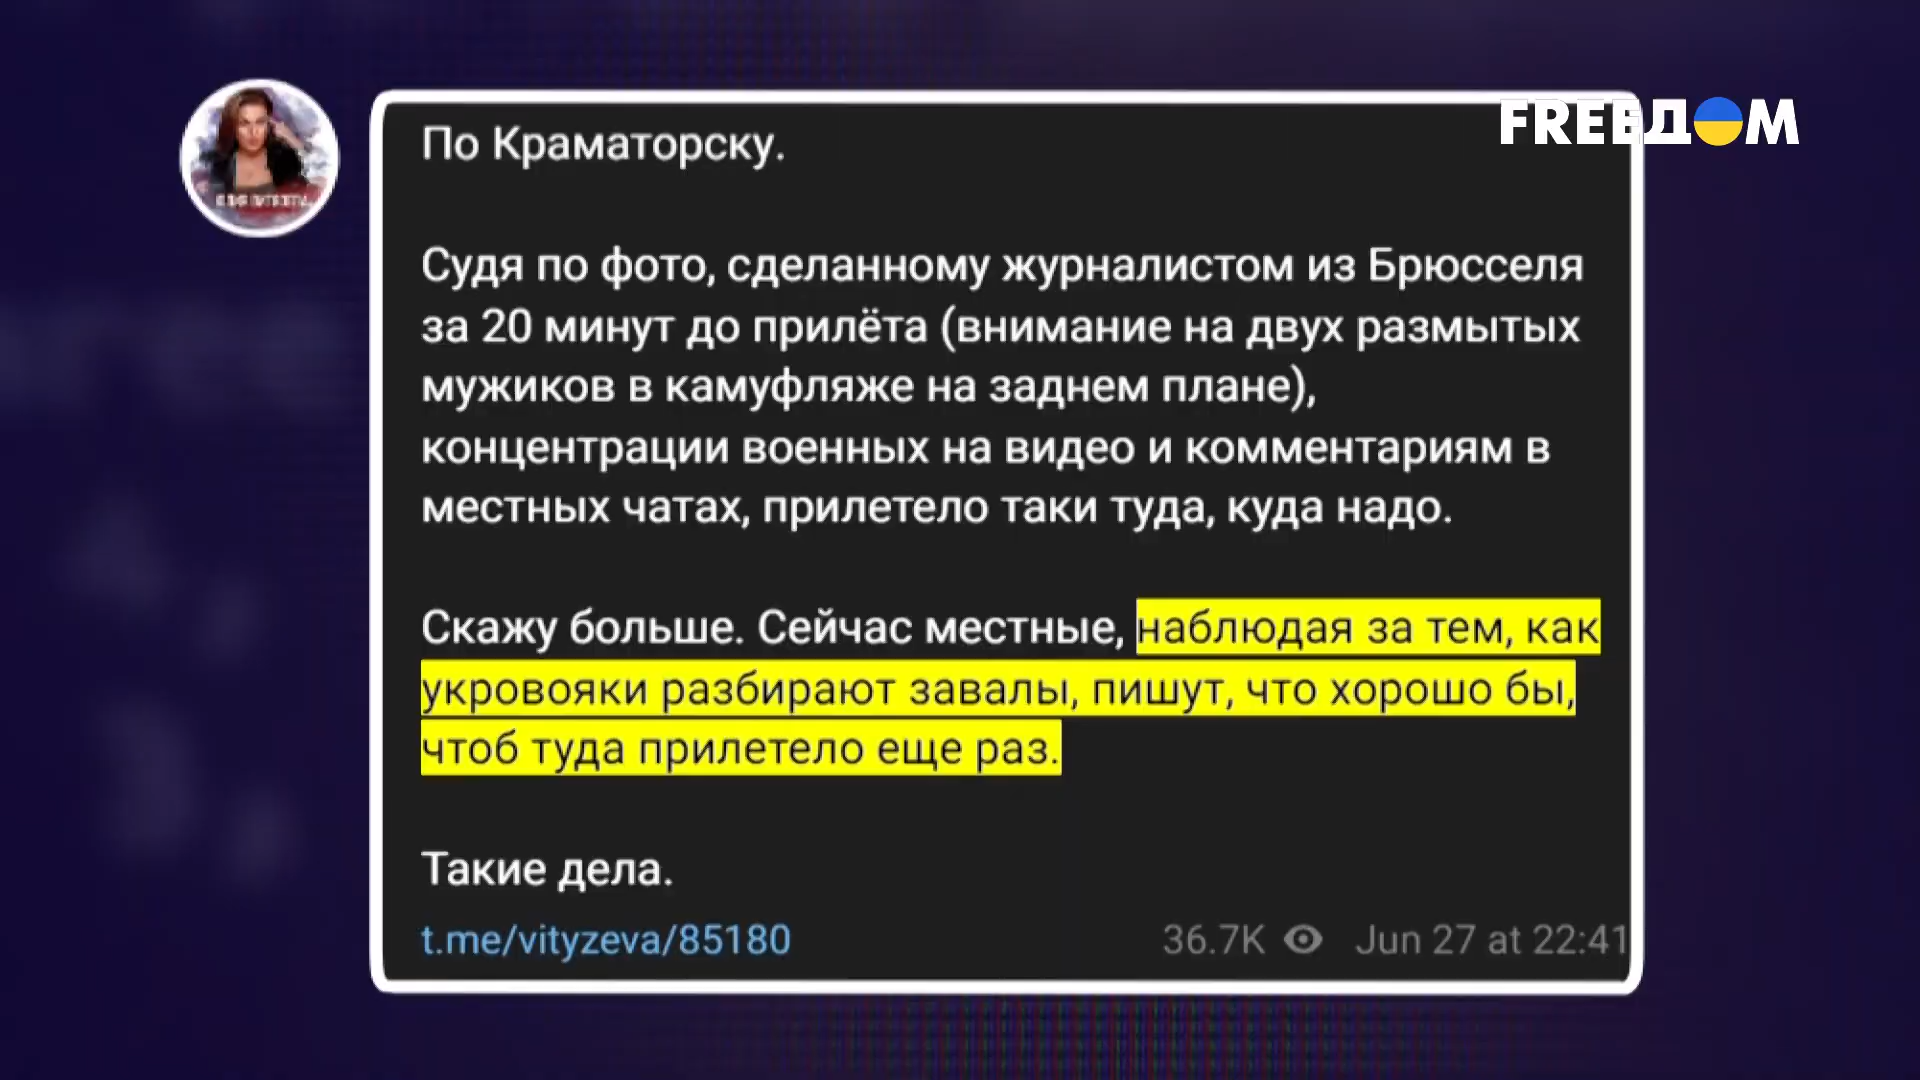 FREEДOM
По Краматорску.
Судя по фото, сделанному журналистом из Брюсселя
за 20 минут до прилёта (внимание на двух размытых
мужиков в камуфляже на заднем плане),
концентрации военных на видео и комментариям в
местных чатах, прилетело таки туда, куда надо.
Скажу больше. Сейчас местные, наблюдая за тем, как
укровояки разбирают завалы, пишут, что хорошо бы,
чтоб туда прилетело еще раз.
Такие дела.
t.me/vityzeva/85180 36.7K Jun 27 at 22:41